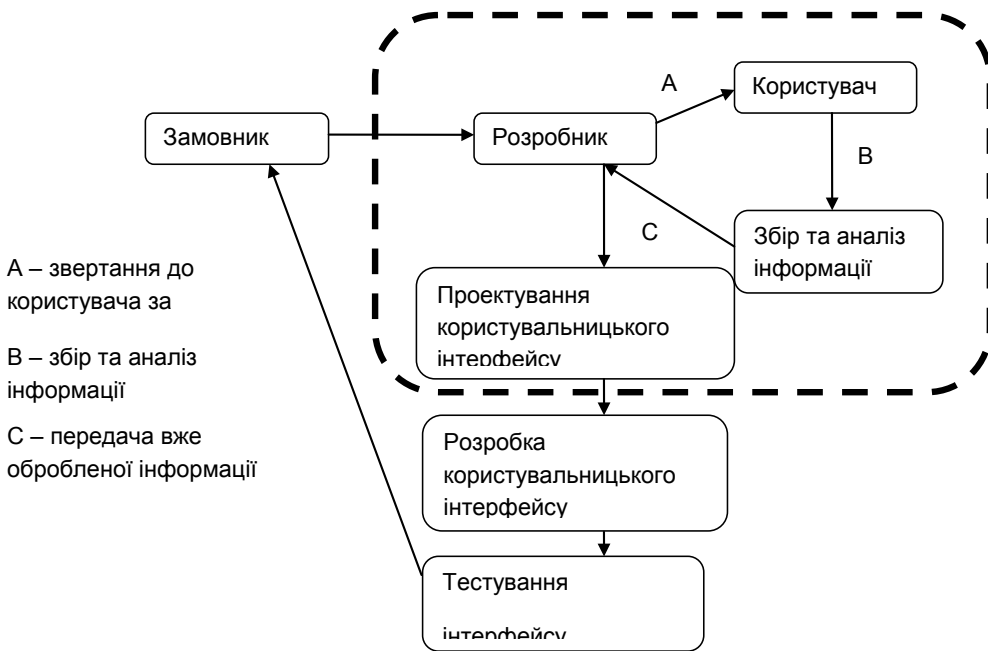 А
Користувач
Замовник
Розробник
В
С
Збір та аналіз
інформації
А – звертання до
користувача за
Проектування
користувальницького
інтерфейсу
В – збір та аналіз
інформації
С – передача вже
обробленої інформації
Розробка
користувальницького
інтерфейсу
Тестування
інтерфейсу